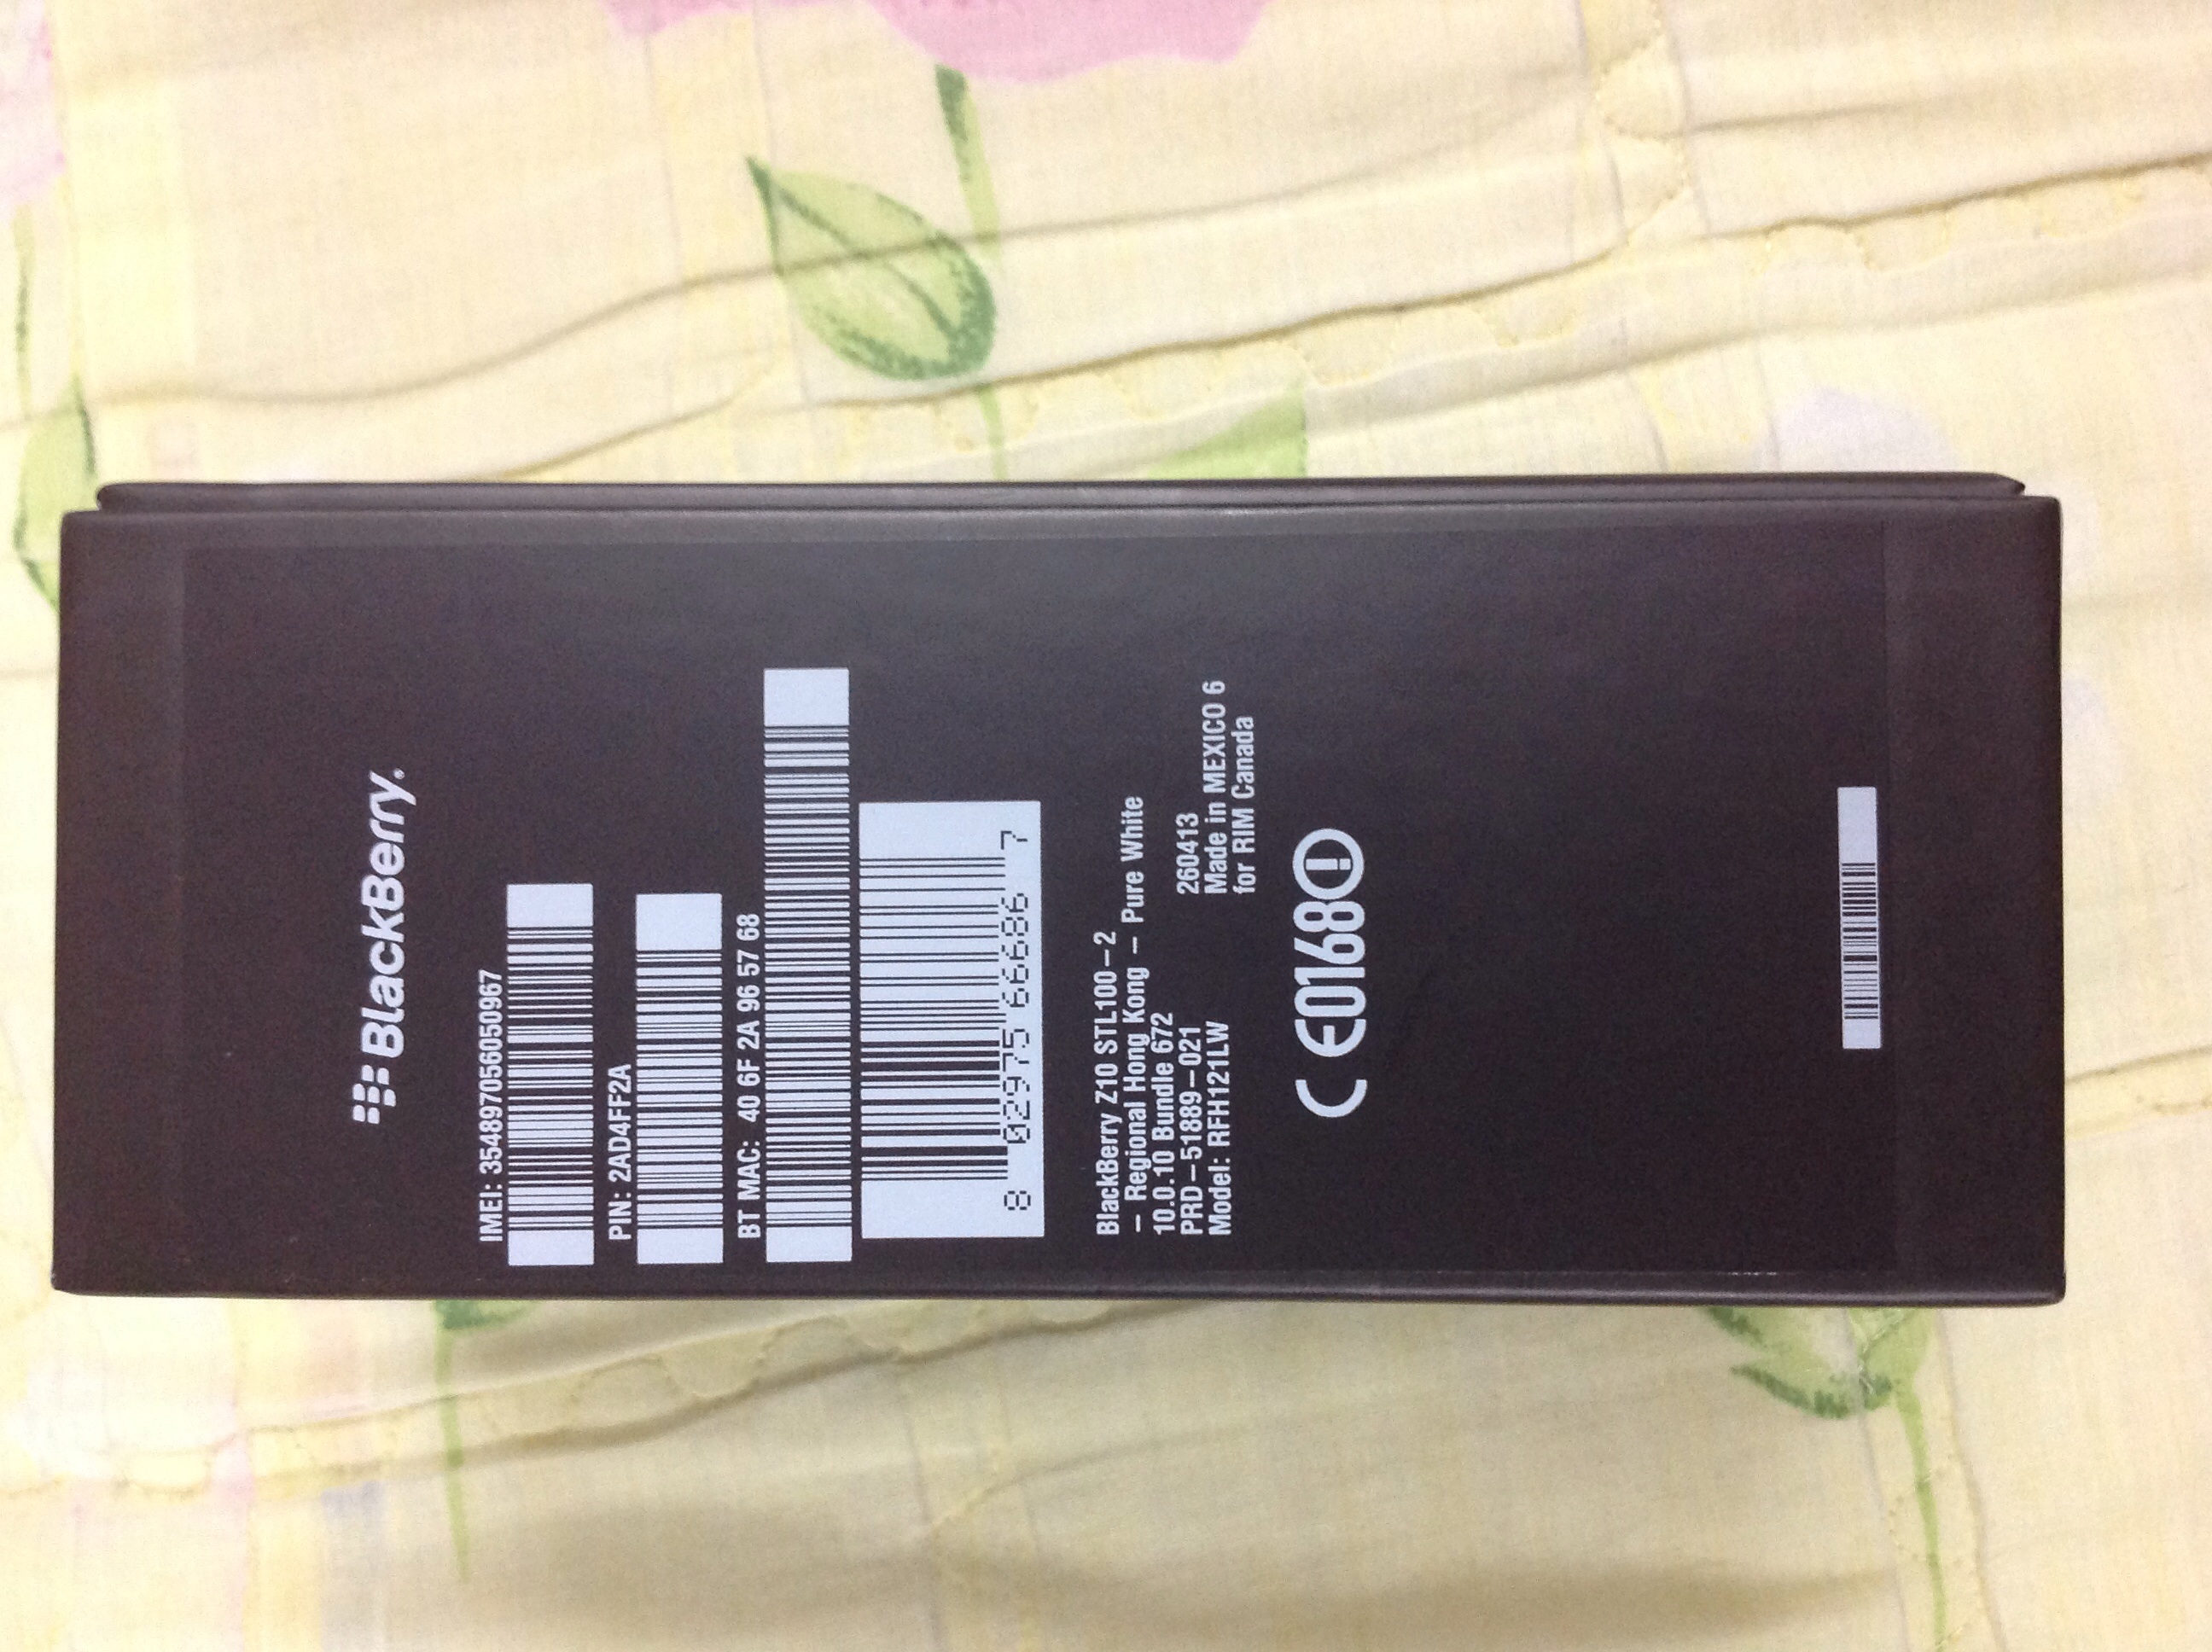 BlackBerry.
IMEI: 354897056050967
PIN: 2AD4FF2A
BT MAC: 40 6F 2A 96 57 68
8 02975 66686 7
BlackBerry Z10 STL100-2
- Regional Hong Kong - Pure White
10.0.10 Bundle 672
PRD-51889-021
Model: RFH121LW
260413
Made in MEXICO 6
for RIM Canada
CE0168!